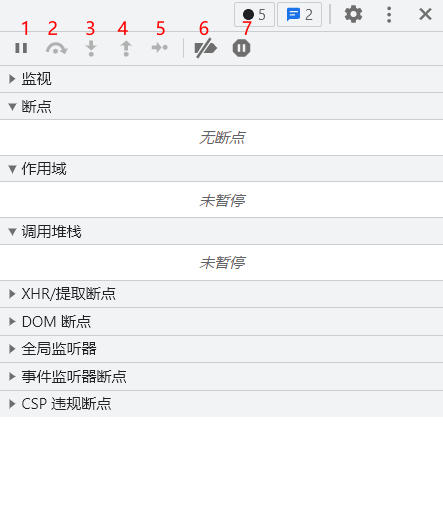 5 2
1 2 3 4 5 6 7
监视
断点
无断点
作用域
未暂停
调用堆栈
未暂停
XHR/提取断点
DOM 断点
全局监听器
事件监听器断点
CSP 违规断点